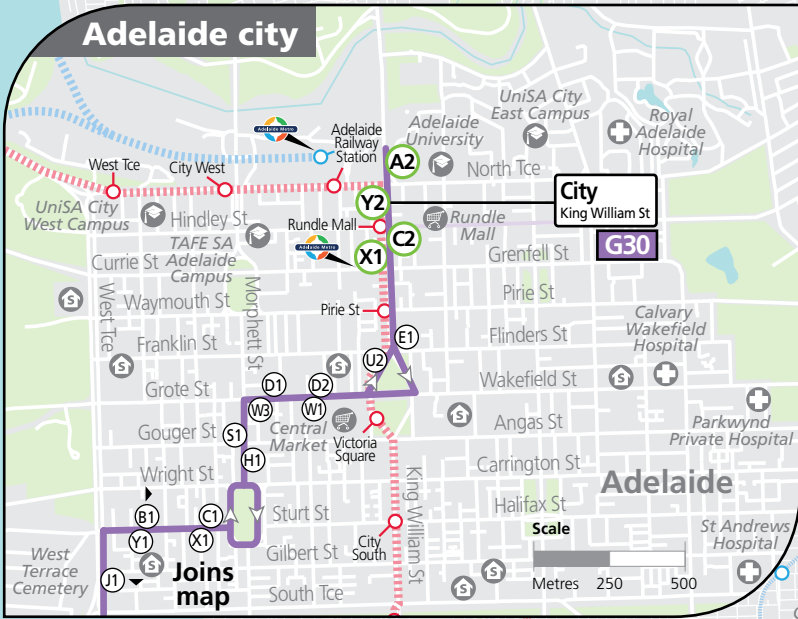 Adelaide city
UniSA City
East Campus
Royal
Adelaide
Hospital
Adelaide
University
Adelaide Metro
Adelaide
Railway
Station
A2
North Tce
West Tce
City West
City
King William St
G30
Y2
UniSA City
West Campus
Hindley St
Rundle Mall
Rundle
Mall
C2
TAFE SA
Adelaide
Campus
Adelaide Metro
X1
Currie St
Grenfell St
Waymouth St
Pirie St
Pirie St
West Tce
Morphett St
Franklin St
E1
Flinders St
Calvary
Wakefield
Hospital
U2
Grote St
D1
D2
Wakefield St
W3
W1
Gouger St
S1
Central
Market
Victoria
Square
Angas St
Parkwynd
Private Hospital
H1
Wright St
Carrington St
Adelaide
King William St
B1
C1
Sturt St
Halifax St
Y1
X1
Gilbert St
City
South
Scale
Metres 250 500
St Andrews
Hospital
West
Terrace
Cemetery
J1
Joins
map
South Tce
S
S
S
S
S
S
S
S